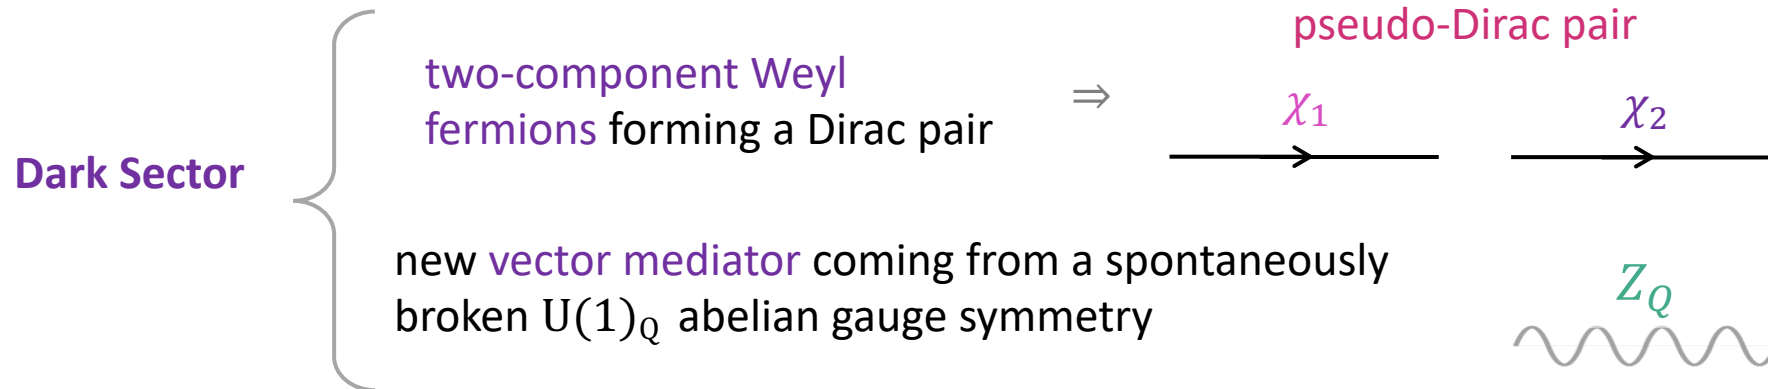 pseudo-Dirac pair
two-component Weyl
fermions forming a Dirac pair
⇒
χ₁
χ₂
Dark Sector
new vector mediator coming from a spontaneously
broken U(1)_Q abelian gauge symmetry
Z_Q